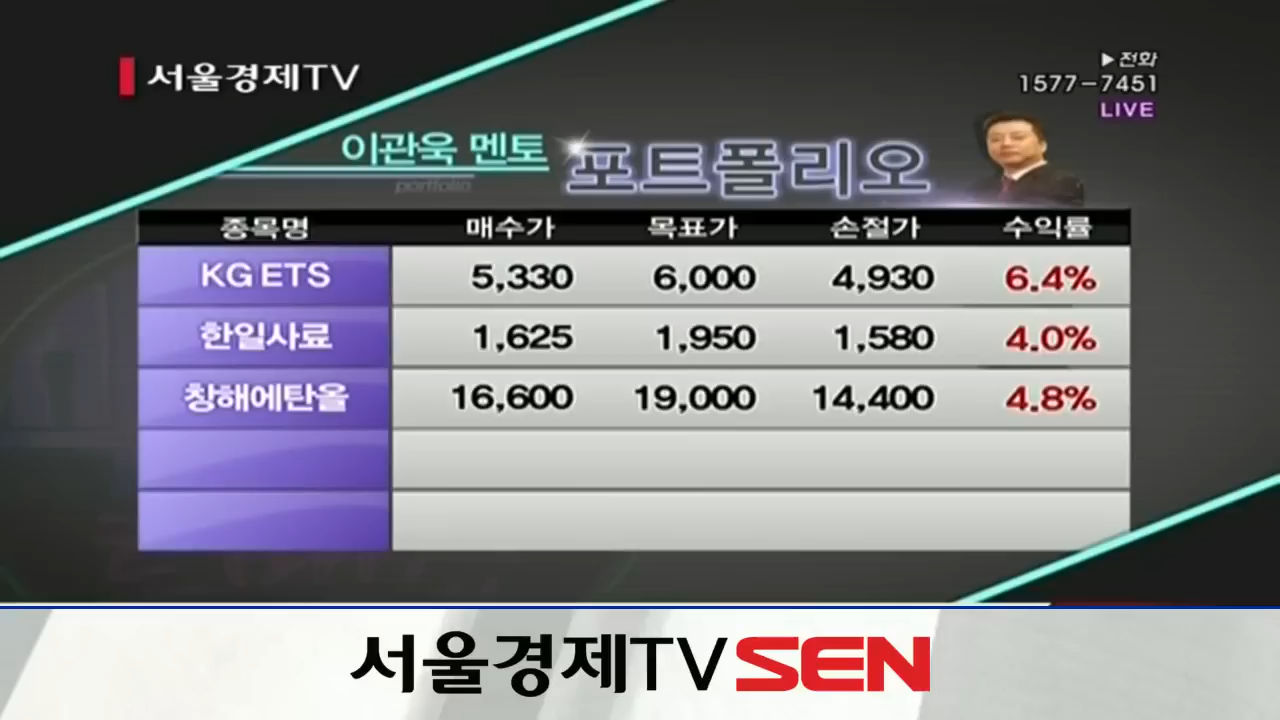 서울경제TV
▶전화
1577-7451
LIVE
이관욱 멘토 포트폴리오
portfolio
종목명 매수가 목표가 손절가 수익률
KG ETS 5,330 6,000 4,930 6.4%
한일사료 1,625 1,950 1,580 4.0%
창해에탄올 16,600 19,000 14,400 4.8%
서울경제TV SEN